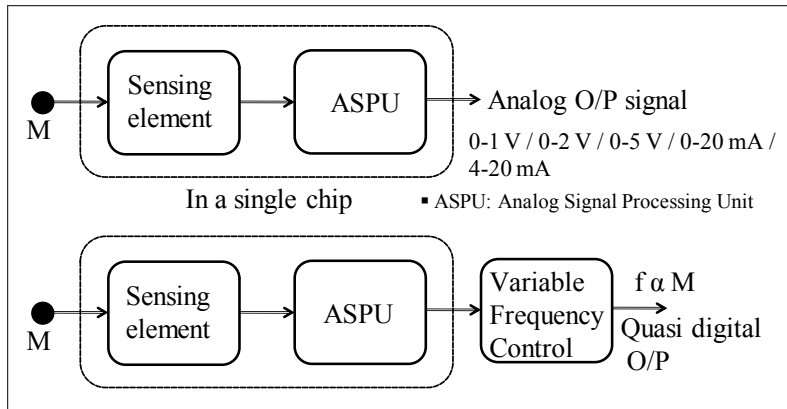 Sensing
element
ASPU
Analog O/P signal
M
0-1 V / 0-2 V / 0-5 V / 0-20 mA /
4-20 mA
In a single chip
▪ ASPU: Analog Signal Processing Unit
Sensing
element
ASPU
Variable
Frequency
Control
f α M
Quasi digital
O/P
M